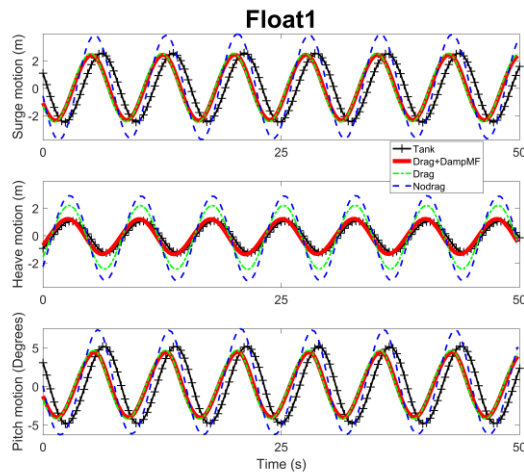 Float1
Surge motion (m)
2
0
-2
0
25
50
Tank
Drag+DampMF
Drag
Nodrag
Heave motion (m)
2
0
-2
0
25
50
Pitch motion (Degrees)
5
0
-5
0
25
50
Time (s)